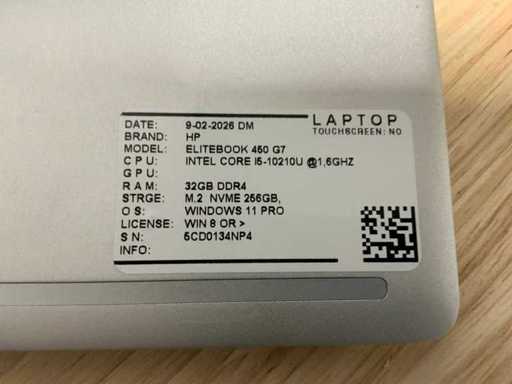 LAPTOP
TOUCHSCREEN: NO
DATE: 9-02-2026 DM
BRAND: HP
MODEL: ELITEBOOK 450 G7
CPU: INTEL CORE I5-10210U @1,6GHZ
GPU:
RAM: 32GB DDR4
STRGE: M.2 NVME 256GB,
OS: WINDOWS 11 PRO
LICENSE: WIN 8 OR >
SN: 5CD0134NP4
INFO: